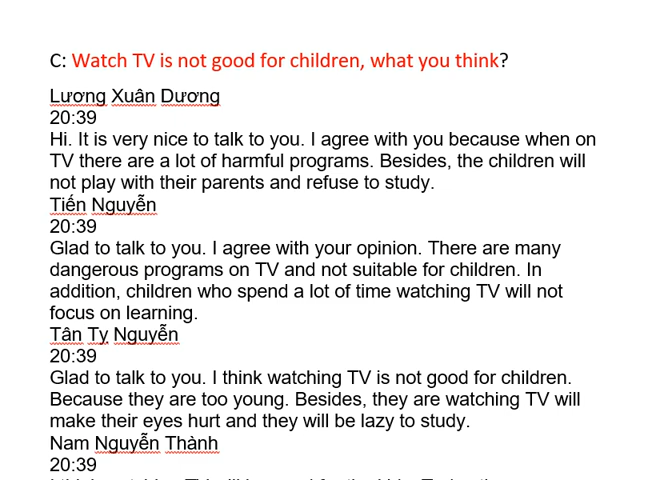 C: Watch TV is not good for children, what you think?
Lương Xuân Dương
20:39
Hi. It is very nice to talk to you. I agree with you because when on
TV there are a lot of harmful programs. Besides, the children will
not play with their parents and refuse to study.
Tiến Nguyễn
20:39
Glad to talk to you. I agree with your opinion. There are many
dangerous programs on TV and not suitable for children. In
addition, children who spend a lot of time watching TV will not
focus on learning.
Tân Tỵ Nguyễn
20:39
Glad to talk to you. I think watching TV is not good for children.
Because they are too young. Besides, they are watching TV will
make their eyes hurt and they will be lazy to study.
Nam Nguyễn Thành
20:39